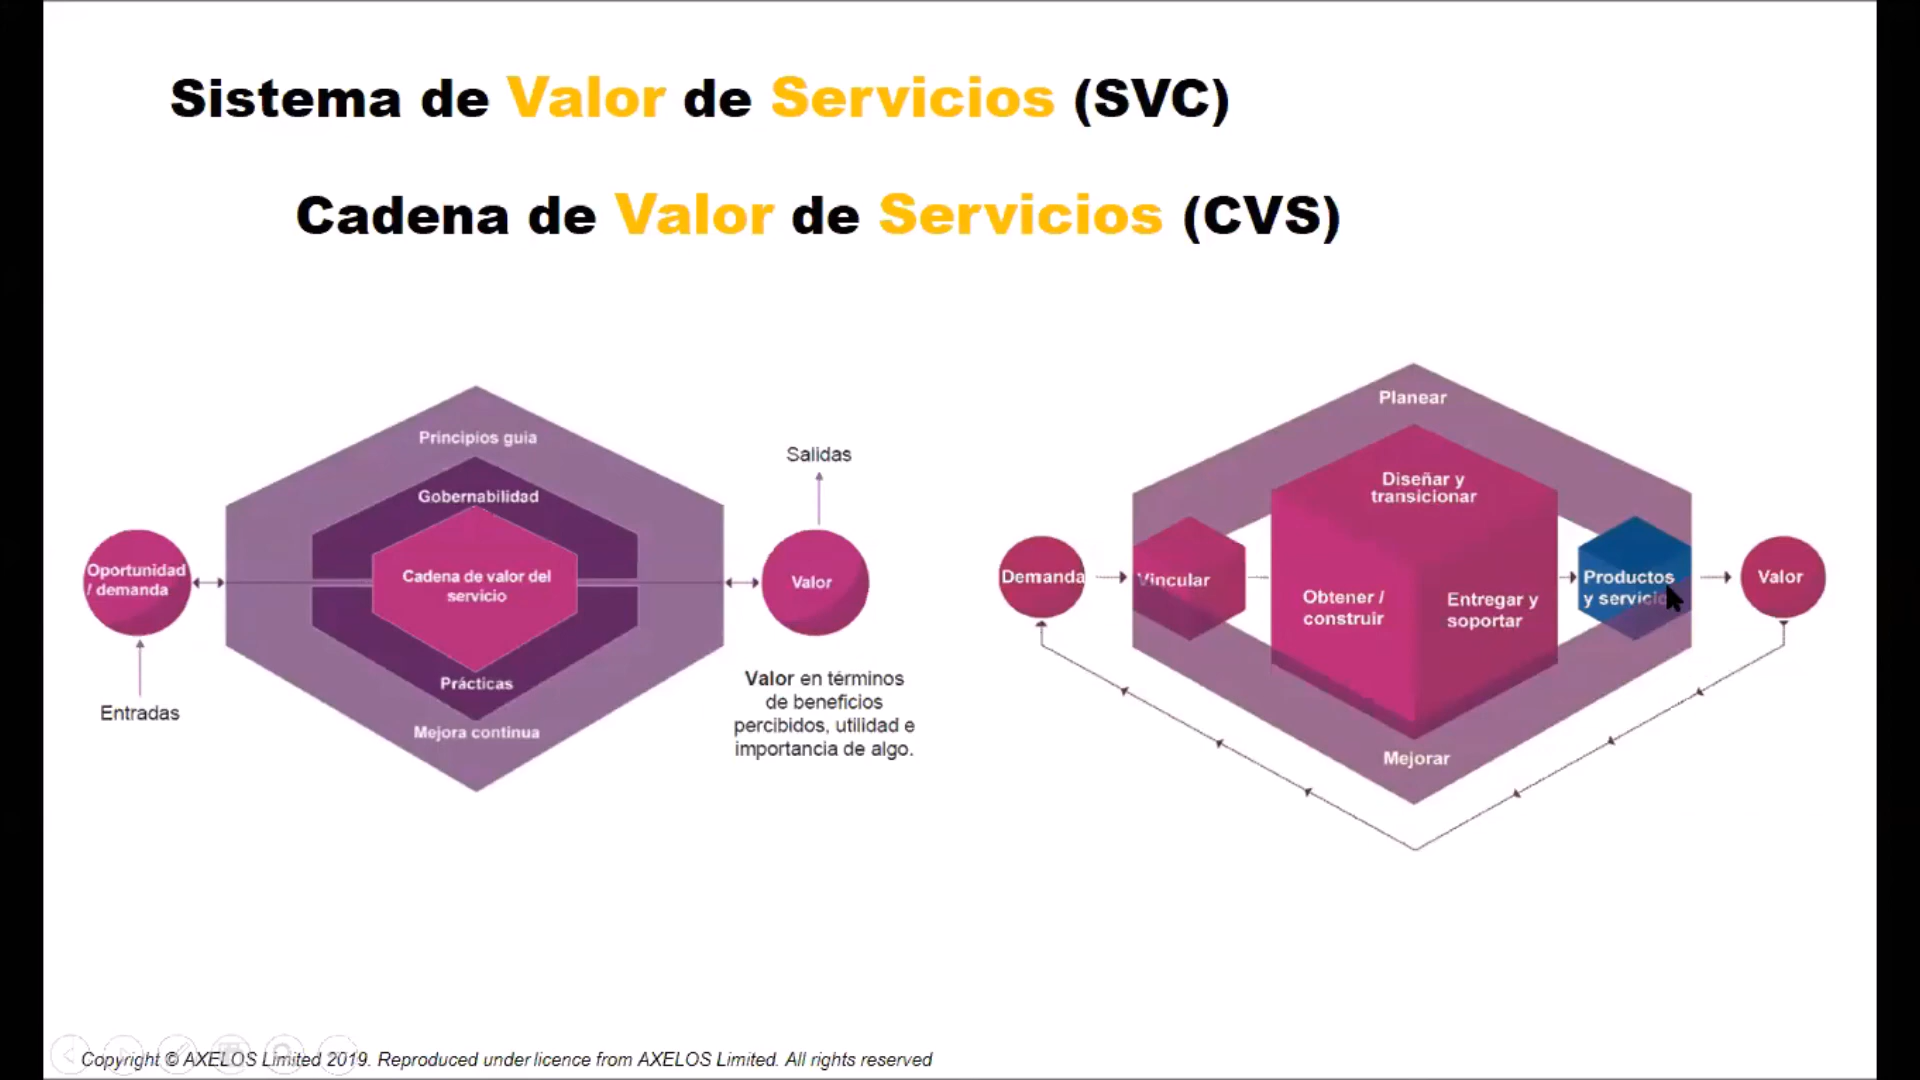 Sistema de Valor de Servicios (SVC)
Cadena de Valor de Servicios (CVS)
Principios guia
Gobernabilidad
Cadena de valor del
servicio
Prácticas
Mejora continua
Oportunidad
/ demanda
Entradas
Salidas
Valor
Valor en términos
de beneficios
percibidos, utilidad e
importancia de algo.
Planear
Diseñar y
transicionar
Demanda
Vincular
Obtener /
construir
Entregar y
soportar
Productos
y servicio
Valor
Mejorar
Copyright © AXELOS Limited 2019. Reproduced under licence from AXELOS Limited. All rights reserved